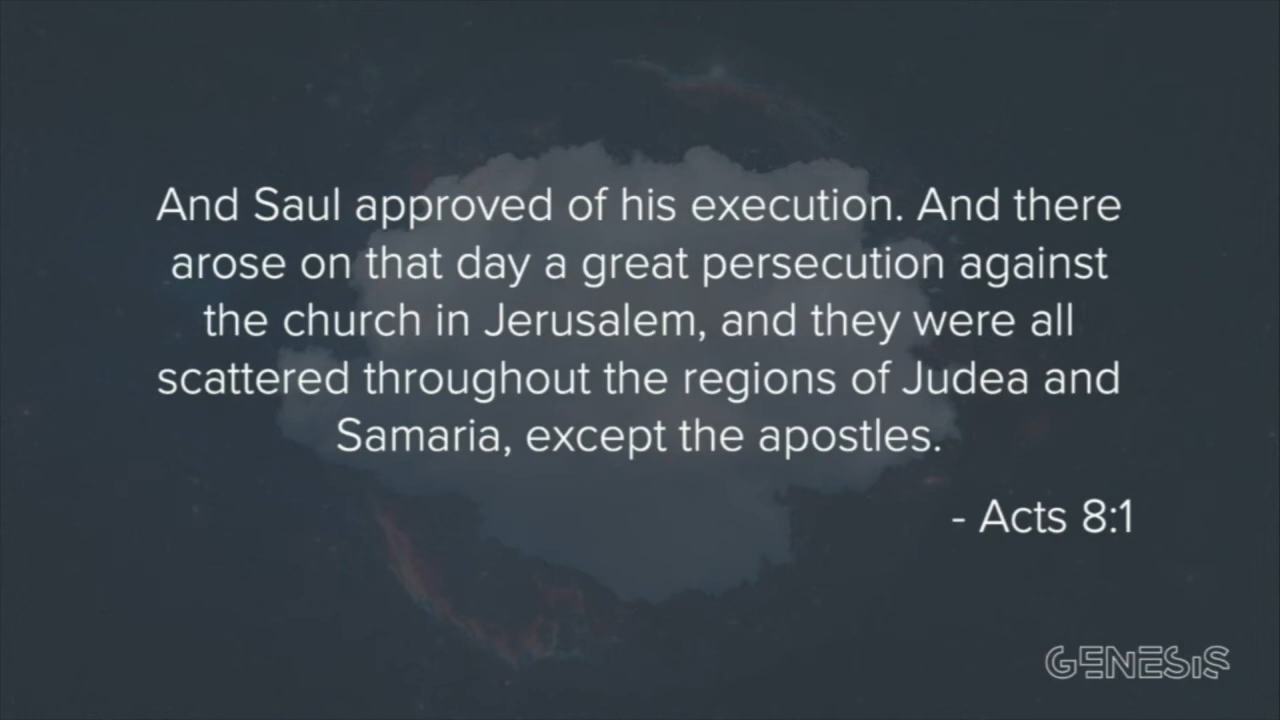 And Saul approved of his execution. And there
arose on that day a great persecution against
the church in Jerusalem, and they were all
scattered throughout the regions of Judea and
Samaria, except the apostles.
- Acts 8:1
GENESIS